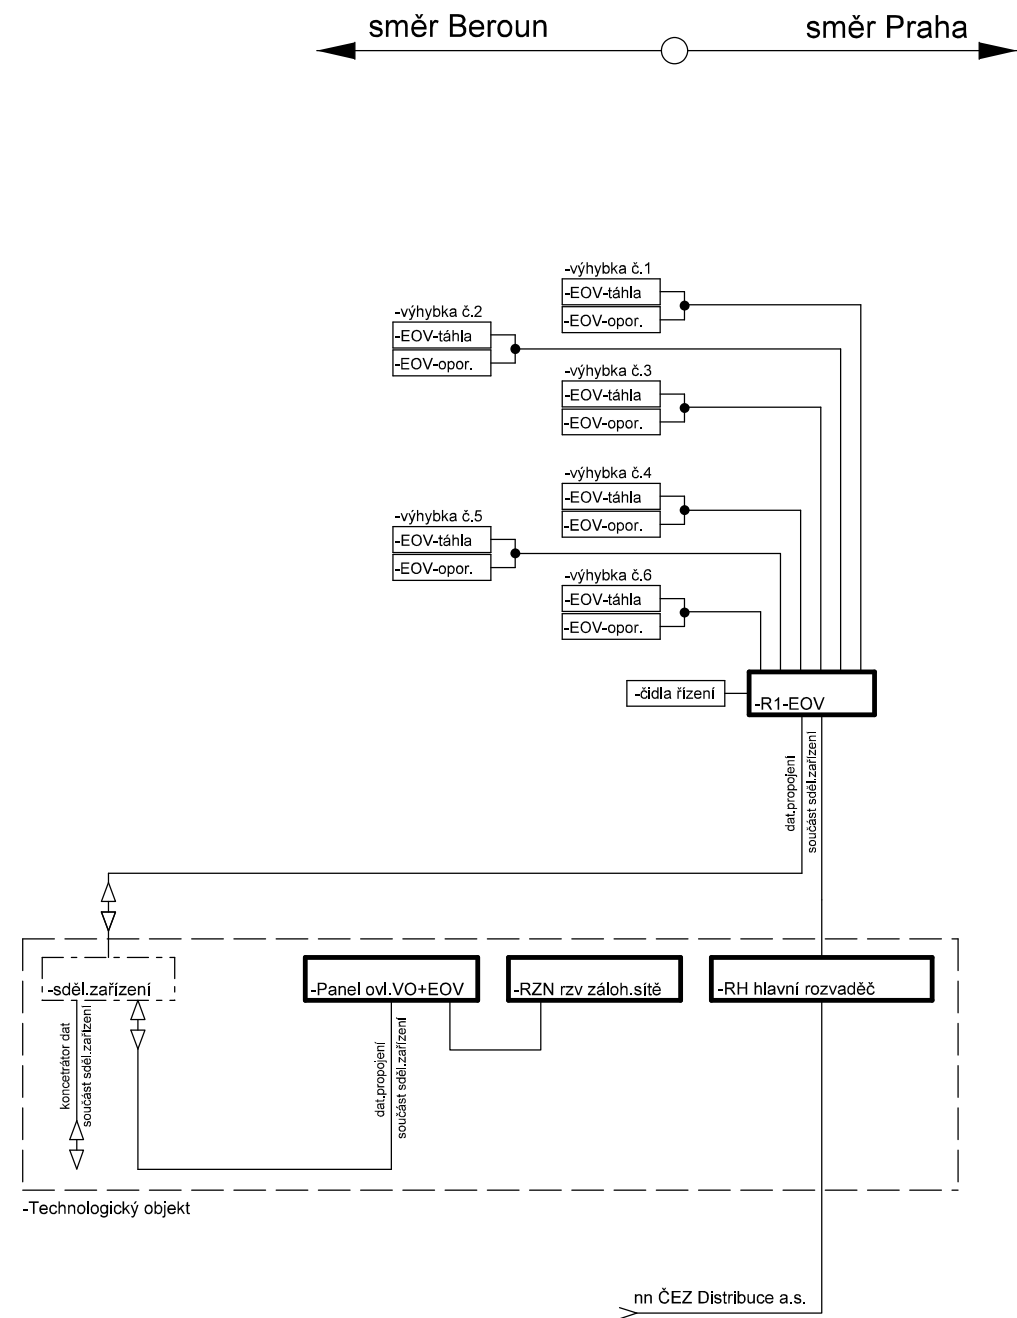 směr Beroun
směr Praha
-výhybka č.1
-EOV-táhla
-EOV-opor.
-výhybka č.2
-EOV-táhla
-EOV-opor.
-výhybka č.3
-EOV-táhla
-EOV-opor.
-výhybka č.4
-EOV-táhla
-EOV-opor.
-výhybka č.5
-EOV-táhla
-EOV-opor.
-výhybka č.6
-EOV-táhla
-EOV-opor.
-čidla řízení
-R1-EOV
dat.propojení
součást sděl.zařízení
-sděl.zařízení
-Panel ovl.VO+EOV
-RZN rzv záloh.sítě
-RH hlavní rozvaděč
koncetrátor dat
součást sděl.zařízení
dat.propojení
součást sděl.zařízení
-Technologický objekt
nn ČEZ Distribuce a.s.